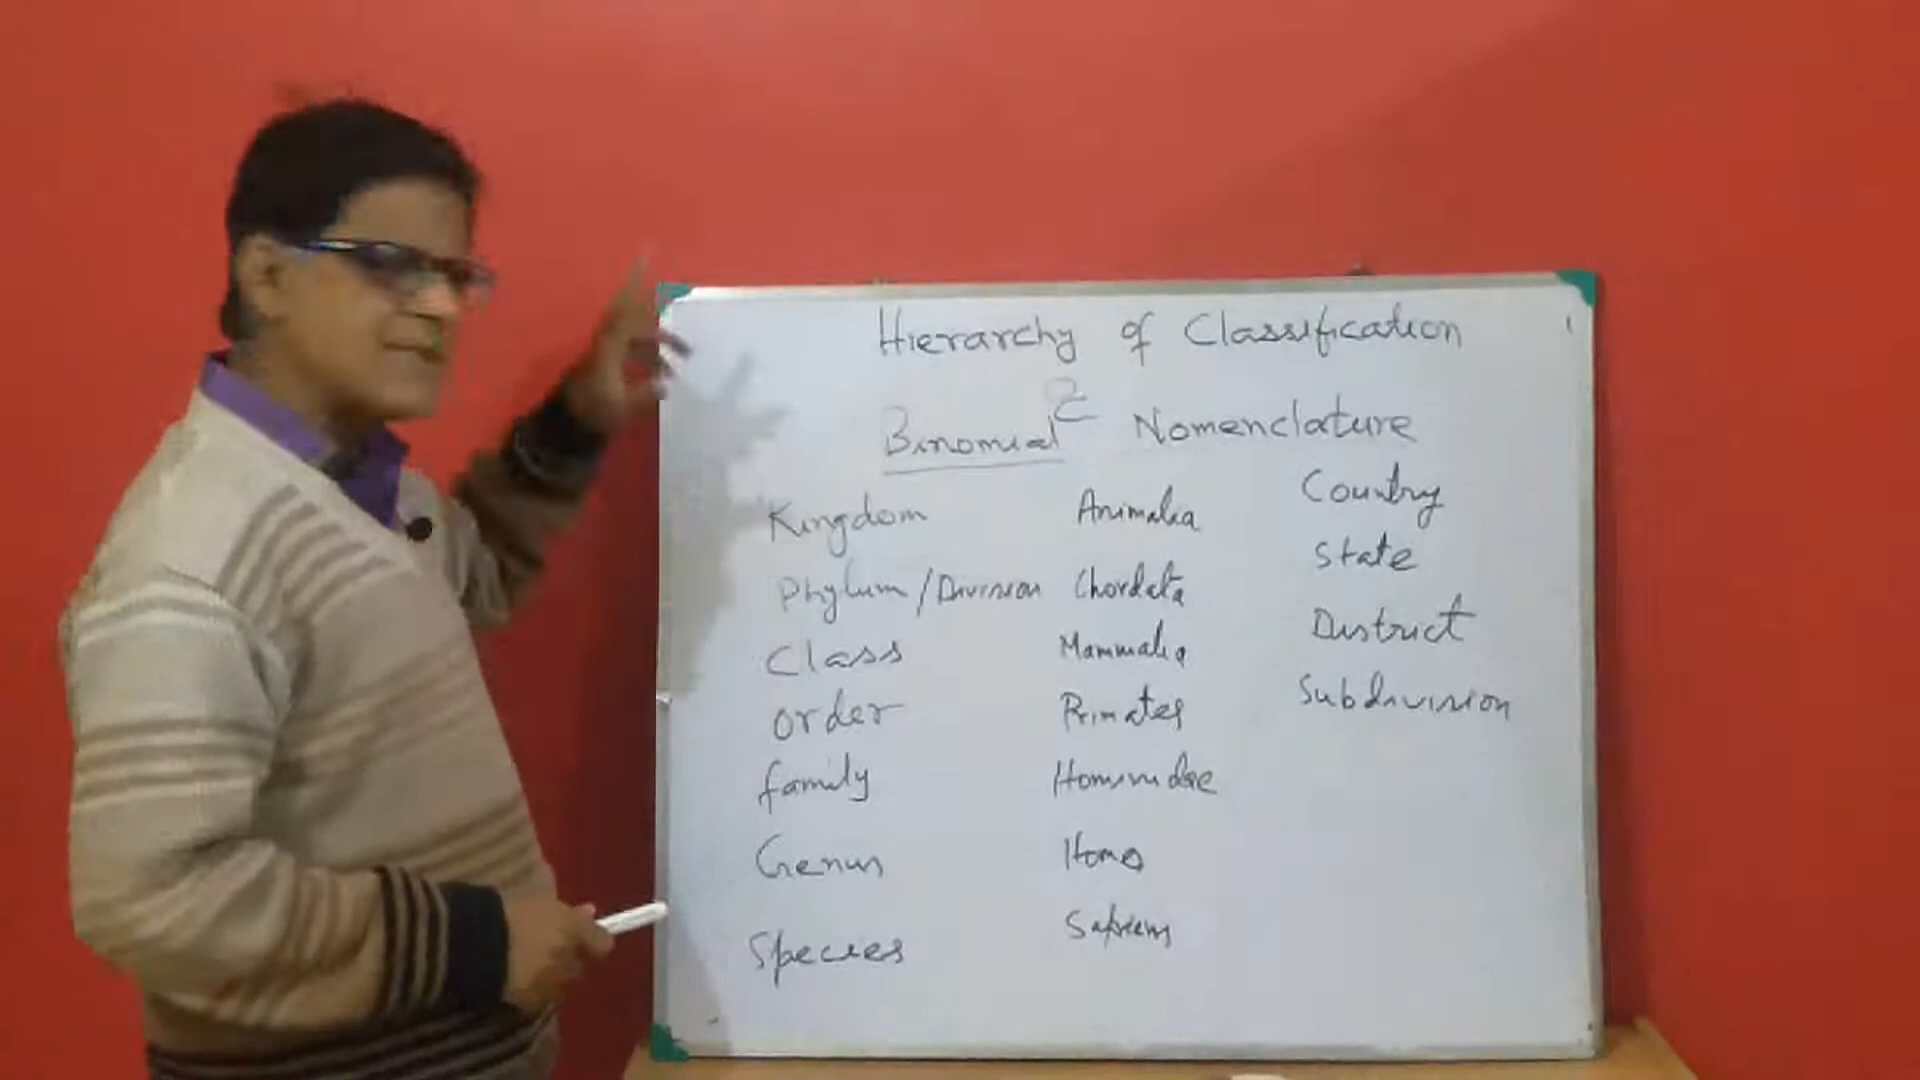 Hierarchy of Classification
&
Binomial Nomenclature
Kingdom Animalia Country
Phylum/Division Chordata State
Class Mammalia District
Order Primates Subdivision
family Hominidae
Genus Homo
Species Sapiens